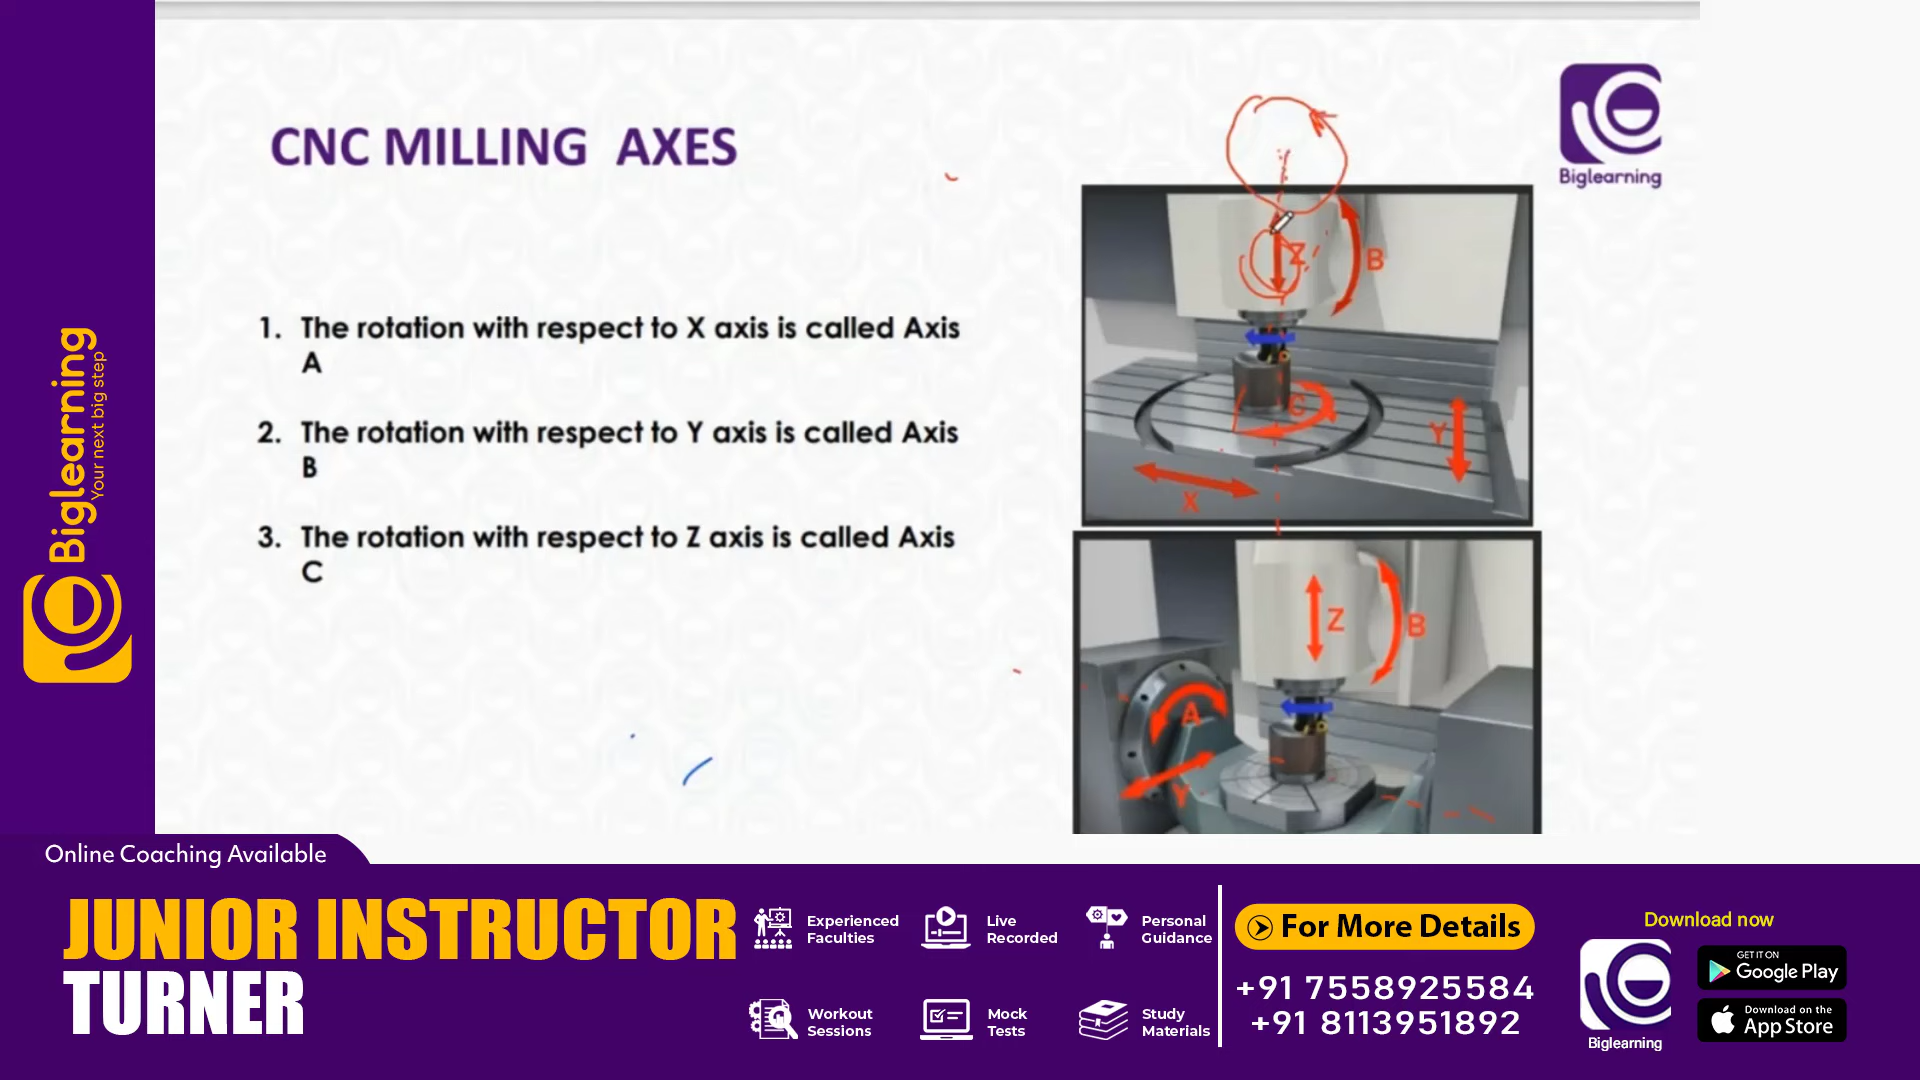 CNC MILLING AXES
1. The rotation with respect to X axis is called Axis
A
2. The rotation with respect to Y axis is called Axis
B
3. The rotation with respect to Z axis is called Axis
C
Biglearning
Z
B
C
Y
X
Z
B
A
Y
Biglearning
Your next big step
Online Coaching Available
JUNIOR INSTRUCTOR
TURNER
Experienced
Faculties
Live
Recorded
Personal
Guidance
Workout
Sessions
Mock
Tests
Study
Materials
For More Details
+91 7558925584
+91 8113951892
Download now
Biglearning
GET IT ON
Google Play
Download on the
App Store